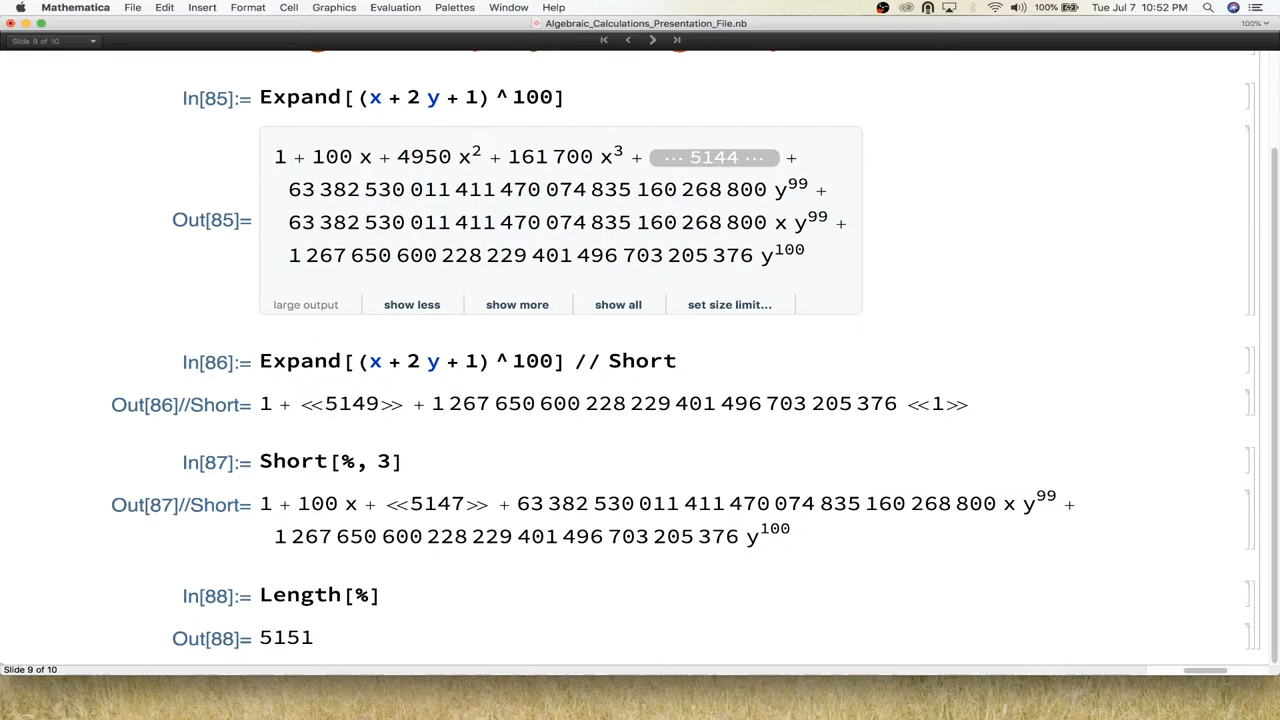 Mathematica File Edit Insert Format Cell Graphics Evaluation Palettes Window Help 100% Tue Jul 7 10:52 PM
Algebraic_Calculations_Presentation_File.nb 100%
Slide 9 of 10
In[85]:= Expand[(x + 2 y + 1)^100]
1 + 100 x + 4950 x² + 161 700 x³ + ··· 5144 ··· +
63 382 530 011 411 470 074 835 160 268 800 y⁹⁹ +
Out[85]= 63 382 530 011 411 470 074 835 160 268 800 x y⁹⁹ +
1 267 650 600 228 229 401 496 703 205 376 y¹⁰⁰
large output show less show more show all set size limit...
In[86]:= Expand[(x + 2 y + 1)^100] // Short
Out[86]//Short= 1 + <<5149>> + 1 267 650 600 228 229 401 496 703 205 376 <<1>>
In[87]:= Short[%, 3]
Out[87]//Short= 1 + 100 x + <<5147>> + 63 382 530 011 411 470 074 835 160 268 800 x y⁹⁹ +
1 267 650 600 228 229 401 496 703 205 376 y¹⁰⁰
In[88]:= Length[%]
Out[88]= 5151
Slide 9 of 10